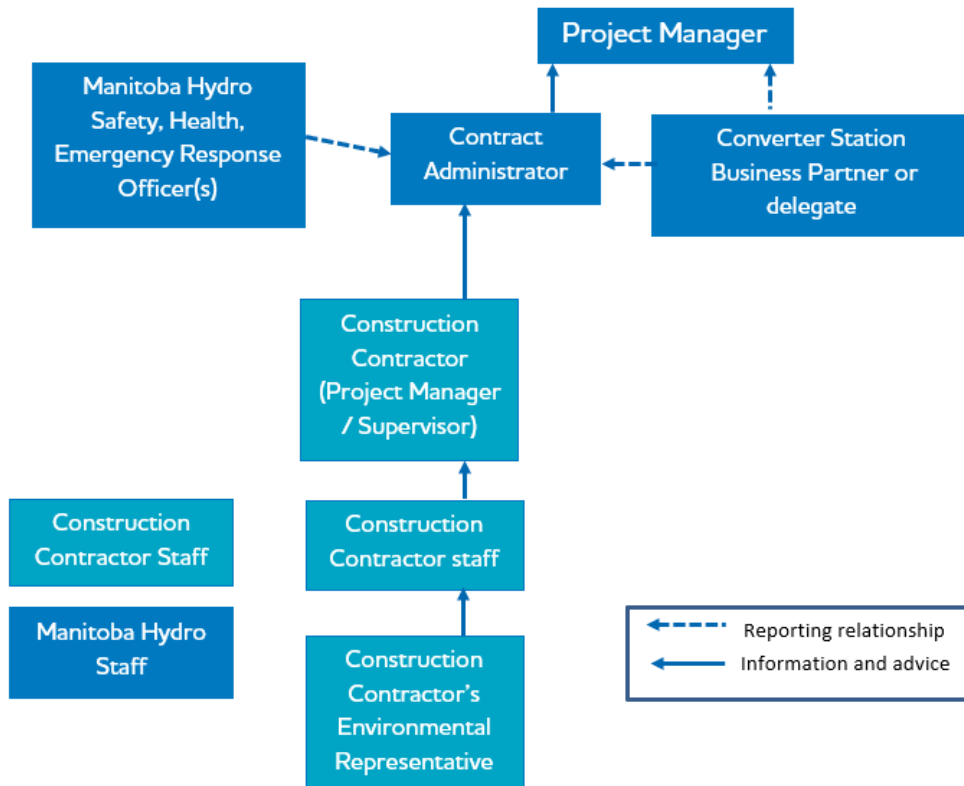 Project Manager
Manitoba Hydro
Safety, Health,
Emergency Response
Officer(s)
Contract
Administrator
Converter Station
Business Partner or
delegate
Construction
Contractor
(Project Manager
/ Supervisor)
Construction
Contractor Staff
Construction
Contractor staff
Manitoba Hydro
Staff
Reporting relationship
Information and advice
Construction
Contractor’s
Environmental
Representative